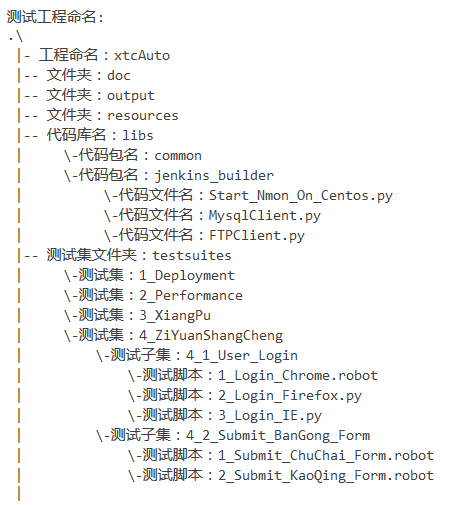 测试工程命名:
.\
|- 工程命名：xtcAuto
|-- 文件夹：doc
|-- 文件夹：output
|-- 文件夹：resources
|-- 代码库名：libs
|    \-代码包名：common
|    \-代码包名：jenkins_builder
|         \-代码文件名：Start_Nmon_On_Centos.py
|         \-代码文件名：MysqlClient.py
|         \-代码文件名：FTPClient.py
|-- 测试集文件夹：testsuites
|    \-测试集：1_Deployment
|    \-测试集：2_Performance
|    \-测试集：3_XiangPu
|    \-测试集：4_ZiYuanShangCheng
|        \-测试子集：4_1_User_Login
|            \-测试脚本：1_Login_Chrome.robot
|            \-测试脚本：2_Login_Firefox.py
|            \-测试脚本：3_Login_IE.py
|        \-测试子集：4_2_Submit_BanGong_Form
|            \-测试脚本：1_Submit_ChuChai_Form.robot
|            \-测试脚本：2_Submit_KaoQing_Form.robot
|